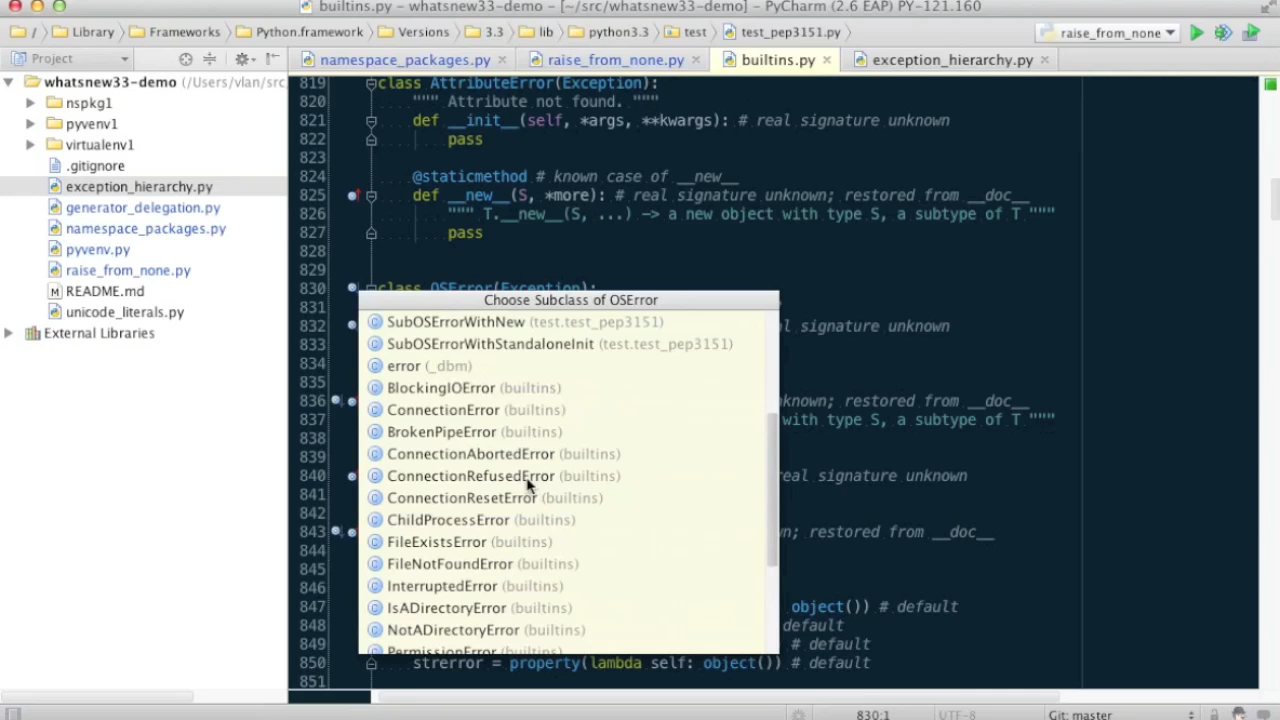 builtins.py - whatsnew33-demo - [~/src/whatsnew33-demo] - PyCharm (2.6 EAP) PY-121.160
/ Library Frameworks Python.framework Versions 3.3 lib python3.3 test test_pep3151.py raise_from_none
Project namespace_packages.py raise_from_none.py builtins.py exception_hierarchy.py
whatsnew33-demo (/Users/vlan/src,
nspkg1
pyvenv1
virtualenv1
.gitignore
exception_hierarchy.py
generator_delegation.py
namespace_packages.py
pyvenv.py
raise_from_none.py
README.md
unicode_literals.py
External Libraries
819 class AttributeError(Exception):
820 """ Attribute not found. """
821 def __init__(self, *args, **kwargs): # real signature unknown
822 pass
823
824 @staticmethod # known case of __new__
825 def __new__(S, *more): # real signature unknown; restored from __doc__
826 """ T.__new__(S, ...) -> a new object with type S, a subtype of T """
827 pass
828
829
830 class OSError(Exception):
831
832 al signature unknown
833
834
835
836 known; restored from __doc__
837 with type S, a subtype of T """
838
839
840 real signature unknown
841
842
843 n; restored from __doc__
844
845
846
847 object()) # default
848 default
849 # default
850 strerror = property(lambda self: object()) # default
851
Choose Subclass of OSError
SubOSErrorWithNew (test.test_pep3151)
SubOSErrorWithStandaloneInit (test.test_pep3151)
error (_dbm)
BlockingIOError (builtins)
ConnectionError (builtins)
BrokenPipeError (builtins)
ConnectionAbortedError (builtins)
ConnectionRefusedError (builtins)
ConnectionResetError (builtins)
ChildProcessError (builtins)
FileExistsError (builtins)
FileNotFoundError (builtins)
InterruptedError (builtins)
IsADirectoryError (builtins)
NotADirectoryError (builtins)
PermissionError (builtins)
830:1 UTF-8 Git: master